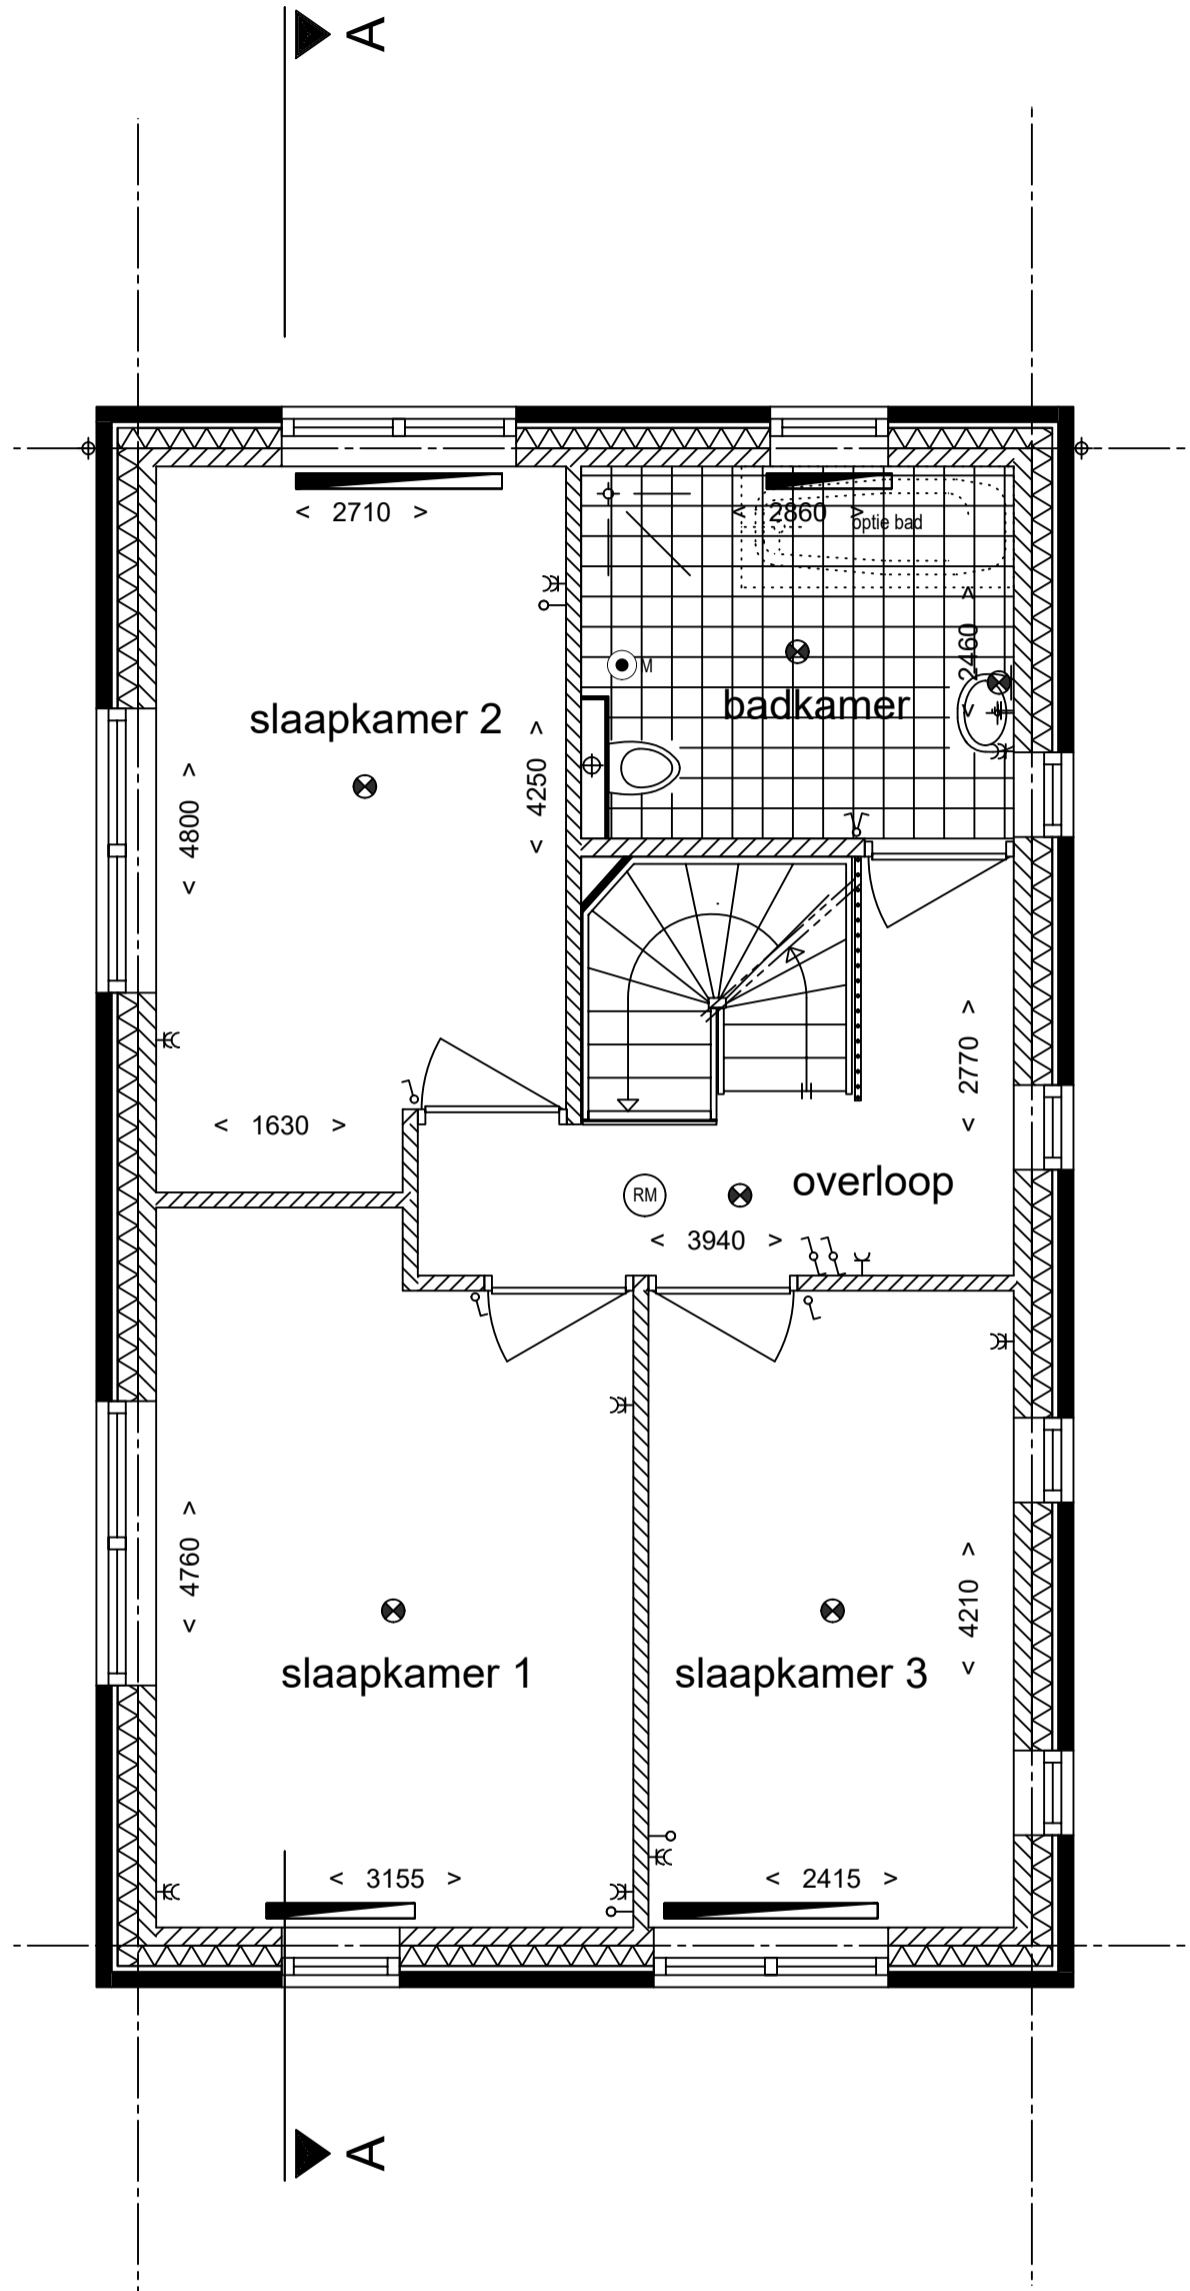 A
< 2710 >
< 2860 >
optie bad
< 2460 >
M
badkamer
slaapkamer 2
< 4250 >
< 4800 >
< 2770 >
< 1630 >
overloop
RM
< 3940 >
< 4760 >
< 4210 >
slaapkamer 1
slaapkamer 3
< 3155 >
< 2415 >
A